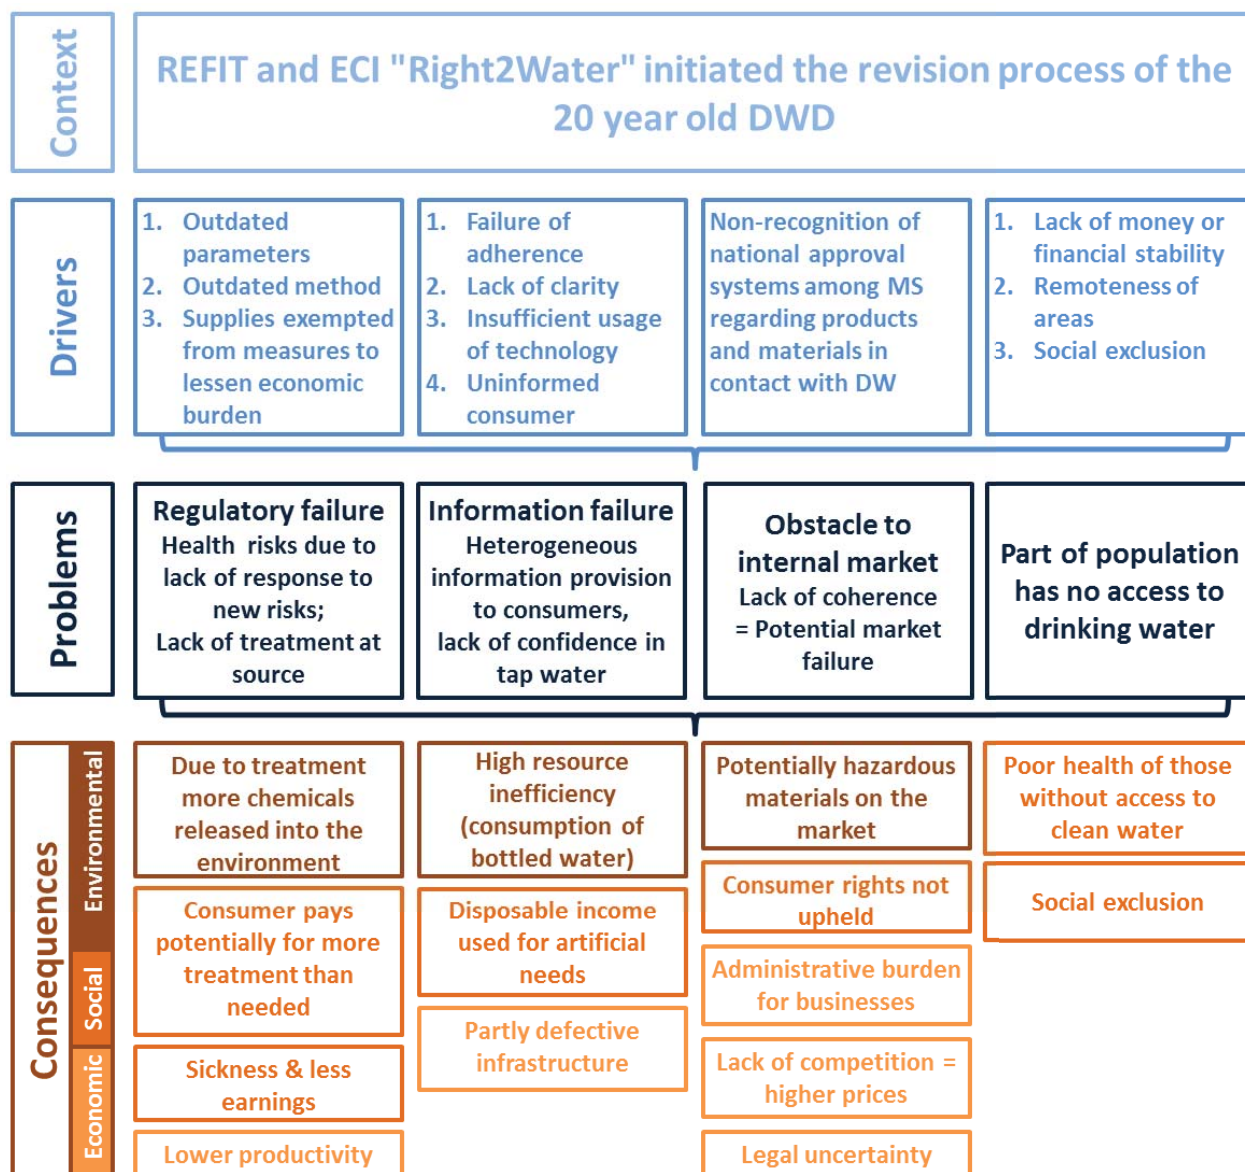 Context
REFIT and ECI "Right2Water" initiated the revision process of the
20 year old DWD
Drivers
1. Outdated
parameters
2. Outdated method
3. Supplies exempted
from measures to
lessen economic
burden
1. Failure of
adherence
2. Lack of clarity
3. Insufficient usage
of technology
4. Uninformed
consumer
Non-recognition of
national approval
systems among MS
regarding products
and materials in
contact with DW
1. Lack of money or
financial stability
2. Remoteness of
areas
3. Social exclusion
Problems
Regulatory failure
Health risks due to
lack of response to
new risks;
Lack of treatment at
source
Information failure
Heterogeneous
information provision
to consumers,
lack of confidence in
tap water
Obstacle to
internal market
Lack of coherence
= Potential market
failure
Part of population
has no access to
drinking water
Consequences
Environmental
Social
Economic
Due to treatment
more chemicals
released into the
environment
Consumer pays
potentially for more
treatment than
needed
Sickness & less
earnings
Lower productivity
High resource
inefficiency
(consumption of
bottled water)
Disposable income
used for artificial
needs
Partly defective
infrastructure
Potentially hazardous
materials on the
market
Consumer rights not
upheld
Administrative burden
for businesses
Lack of competition =
higher prices
Legal uncertainty
Poor health of those
without access to
clean water
Social exclusion